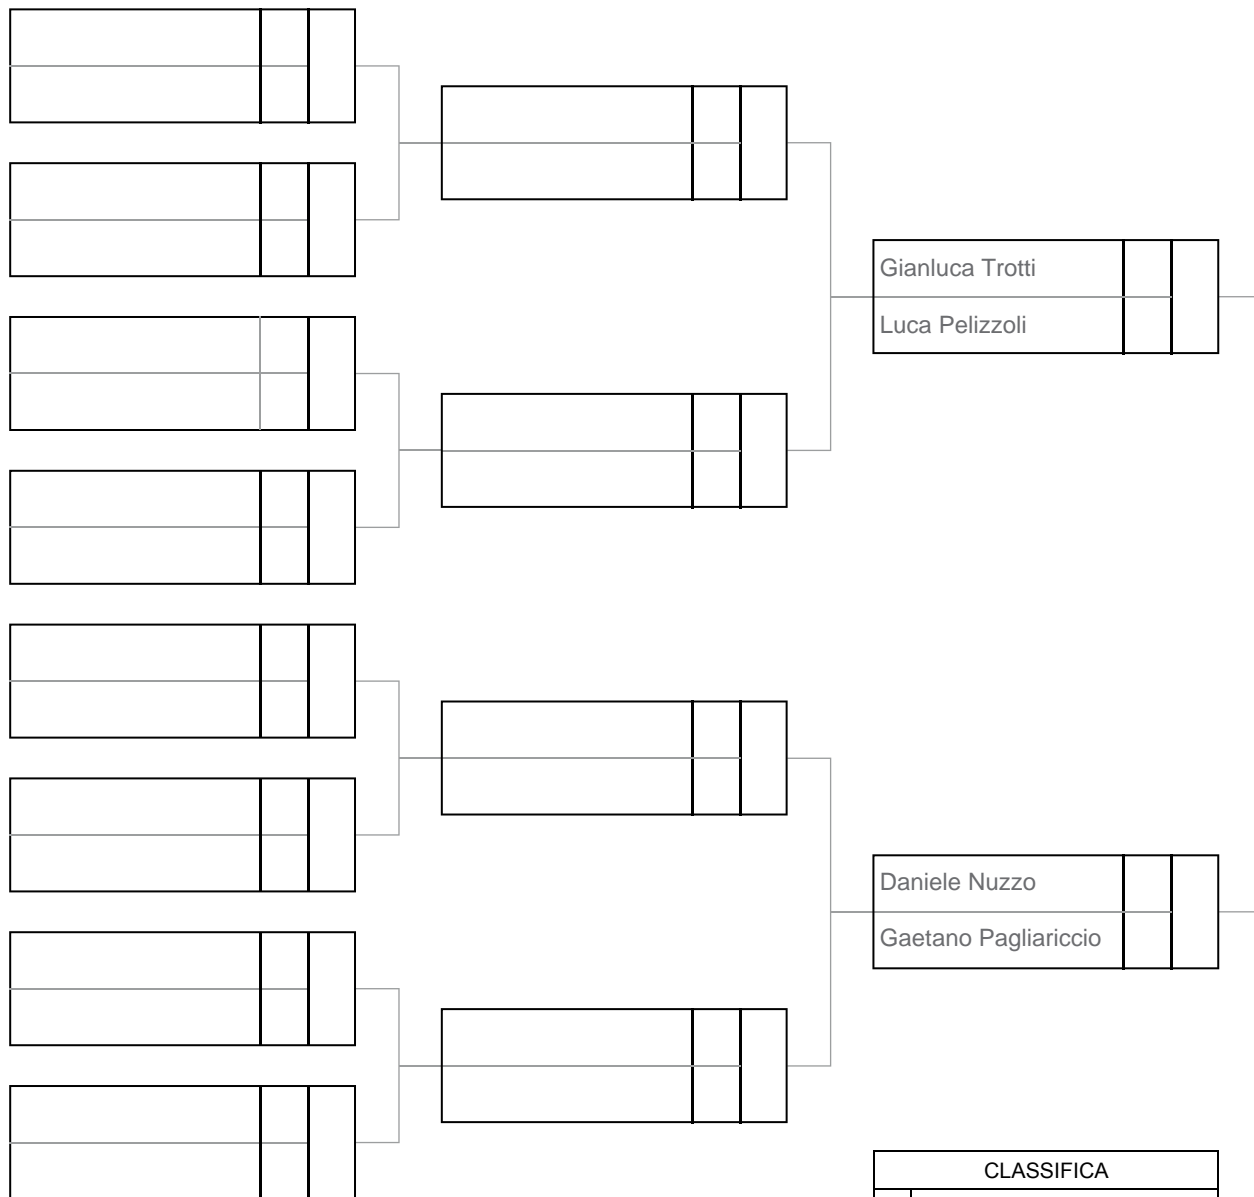 Gianluca Trotti
Luca Pelizzoli
Daniele Nuzzo
Gaetano Pagliariccio
CLASSIFICA